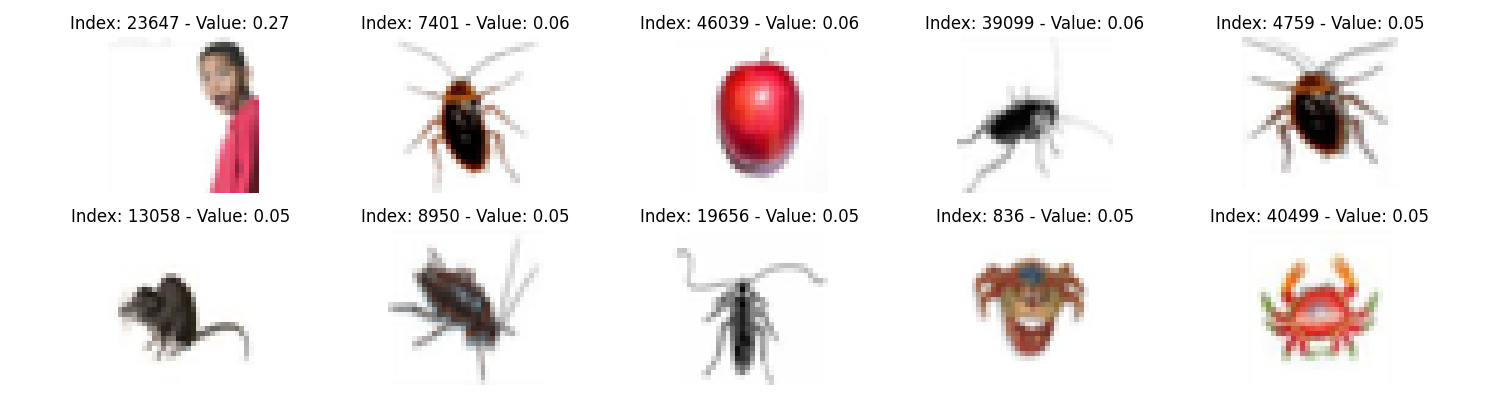 Index: 23647 - Value: 0.27
Index: 7401 - Value: 0.06
Index: 46039 - Value: 0.06
Index: 39099 - Value: 0.06
Index: 4759 - Value: 0.05
Index: 13058 - Value: 0.05
Index: 8950 - Value: 0.05
Index: 19656 - Value: 0.05
Index: 836 - Value: 0.05
Index: 40499 - Value: 0.05